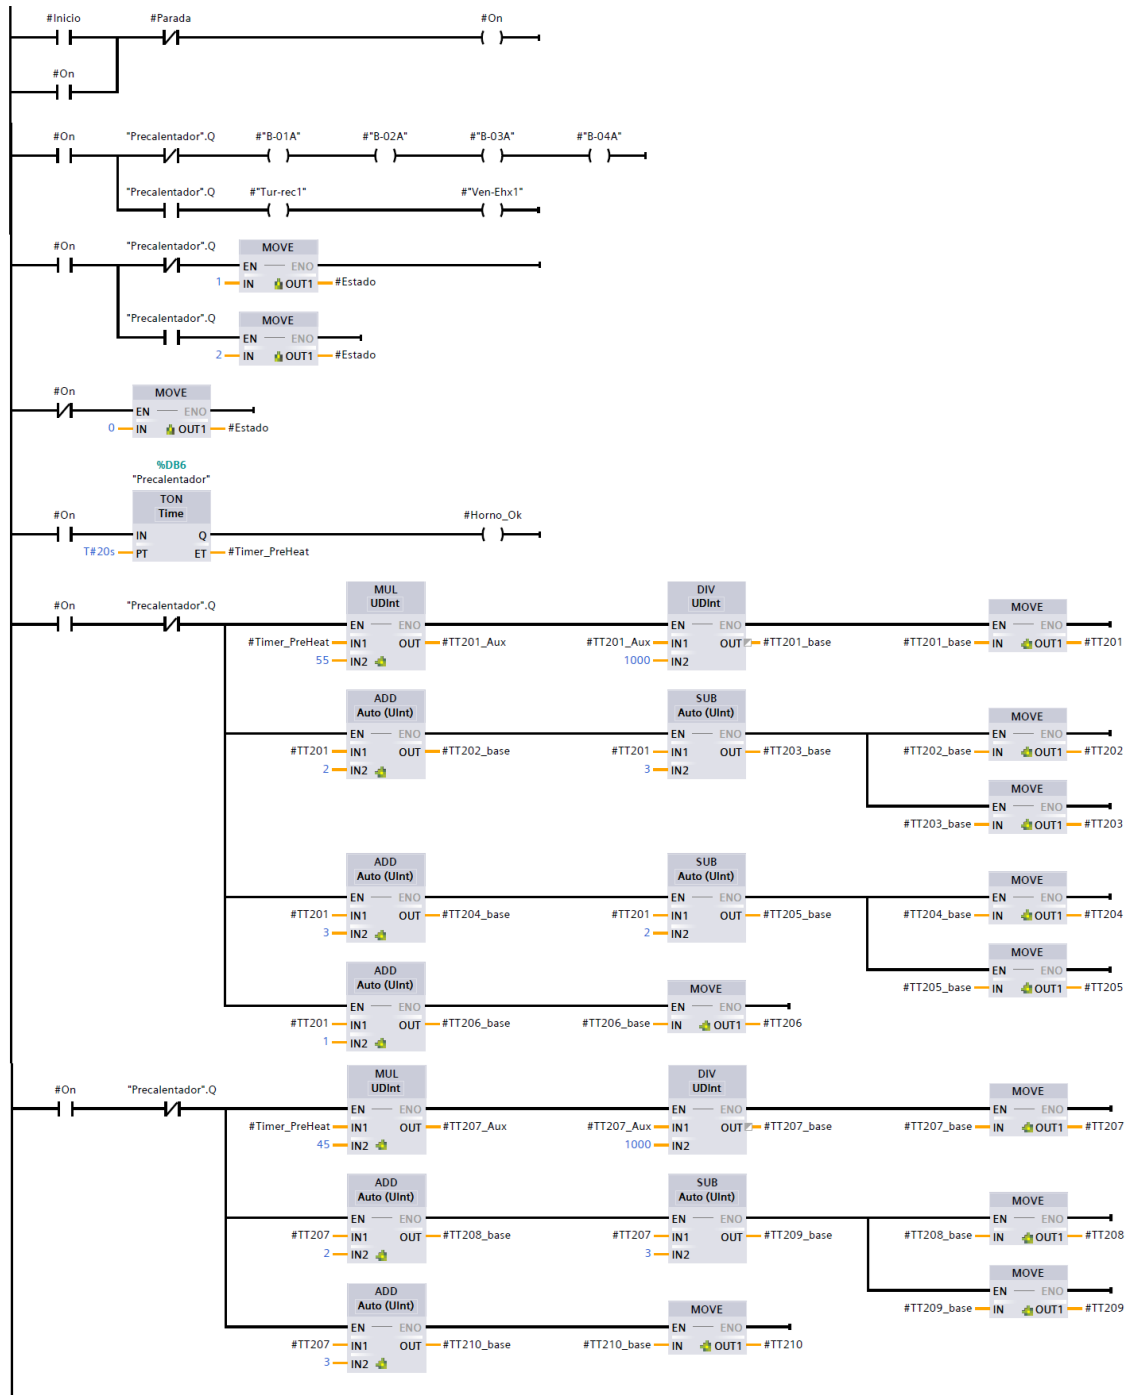 #Inicio #Parada #On
#On
#On "Precalentador".Q #"B-01A" #"B-02A" #"B-03A" #"B-04A"
"Precalentador".Q #"Tur-rec1" #"Ven-Ehx1"
#On "Precalentador".Q MOVE
EN ENO
1 IN OUT1 #Estado
"Precalentador".Q MOVE
EN ENO
2 IN OUT1 #Estado
#On MOVE
EN ENO
0 IN OUT1 #Estado
%DB6
"Precalentador"
TON
Time
#On #Horno_Ok
IN Q
T#20s PT ET #Timer_PreHeat
MUL DIV
UDInt UDInt
#On "Precalentador".Q MOVE
EN ENO EN ENO EN ENO
#Timer_PreHeat IN1 OUT #TT201_Aux #TT201_Aux IN1 OUT #TT201_base #TT201_base IN OUT1 #TT201
55 IN2 1000 IN2
ADD SUB
Auto (UInt) Auto (UInt) MOVE
EN ENO EN ENO EN ENO
#TT201 IN1 OUT #TT202_base #TT201 IN1 OUT #TT203_base #TT202_base IN OUT1 #TT202
2 IN2 3 IN2
MOVE
EN ENO
#TT203_base IN OUT1 #TT203
ADD SUB
Auto (UInt) Auto (UInt) MOVE
EN ENO EN ENO EN ENO
#TT201 IN1 OUT #TT204_base #TT201 IN1 OUT #TT205_base #TT204_base IN OUT1 #TT204
3 IN2 2 IN2
MOVE
EN ENO
#TT205_base IN OUT1 #TT205
ADD
Auto (UInt) MOVE
EN ENO EN ENO
#TT201 IN1 OUT #TT206_base #TT206_base IN OUT1 #TT206
1 IN2
MUL DIV
UDInt UDInt
#On "Precalentador".Q MOVE
EN ENO EN ENO EN ENO
#Timer_PreHeat IN1 OUT #TT207_Aux #TT207_Aux IN1 OUT #TT207_base #TT207_base IN OUT1 #TT207
45 IN2 1000 IN2
ADD SUB
Auto (UInt) Auto (UInt) MOVE
EN ENO EN ENO EN ENO
#TT207 IN1 OUT #TT208_base #TT207 IN1 OUT #TT209_base #TT208_base IN OUT1 #TT208
2 IN2 3 IN2
MOVE
EN ENO
#TT209_base IN OUT1 #TT209
ADD
Auto (UInt) MOVE
EN ENO EN ENO
#TT207 IN1 OUT #TT210_base #TT210_base IN OUT1 #TT210
3 IN2